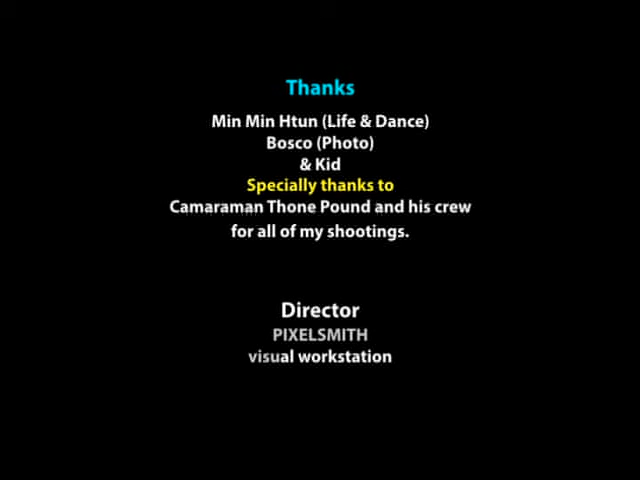 Thanks
Min Min Htun (Life & Dance)
Bosco (Photo)
& Kid
Specially thanks to
Camaraman Thone Pound and his crew
for all of my shootings.
Director
PIXELSMITH
visual workstation